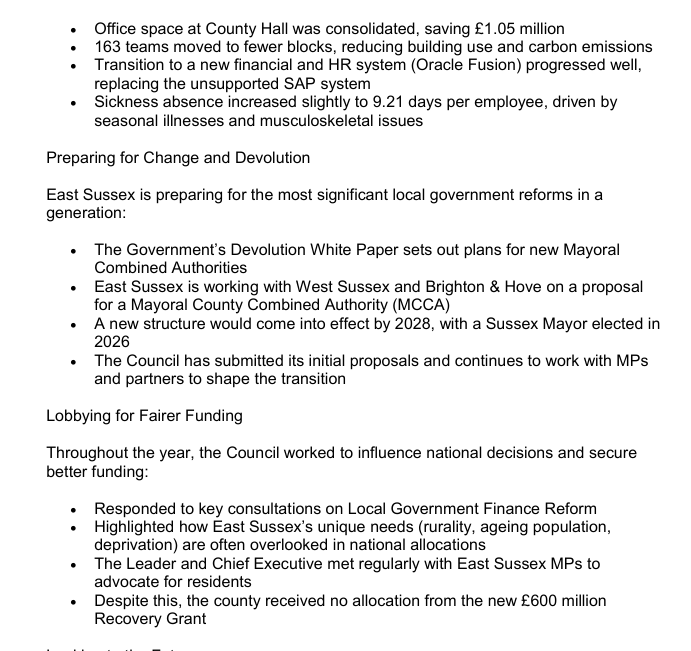 • Office space at County Hall was consolidated, saving £1.05 million
• 163 teams moved to fewer blocks, reducing building use and carbon emissions
• Transition to a new financial and HR system (Oracle Fusion) progressed well,
replacing the unsupported SAP system
• Sickness absence increased slightly to 9.21 days per employee, driven by
seasonal illnesses and musculoskeletal issues
Preparing for Change and Devolution
East Sussex is preparing for the most significant local government reforms in a
generation:
• The Government’s Devolution White Paper sets out plans for new Mayoral
Combined Authorities
• East Sussex is working with West Sussex and Brighton & Hove on a proposal
for a Mayoral County Combined Authority (MCCA)
• A new structure would come into effect by 2028, with a Sussex Mayor elected in
2026
• The Council has submitted its initial proposals and continues to work with MPs
and partners to shape the transition
Lobbying for Fairer Funding
Throughout the year, the Council worked to influence national decisions and secure
better funding:
• Responded to key consultations on Local Government Finance Reform
• Highlighted how East Sussex’s unique needs (rurality, ageing population,
deprivation) are often overlooked in national allocations
• The Leader and Chief Executive met regularly with East Sussex MPs to
advocate for residents
• Despite this, the county received no allocation from the new £600 million
Recovery Grant